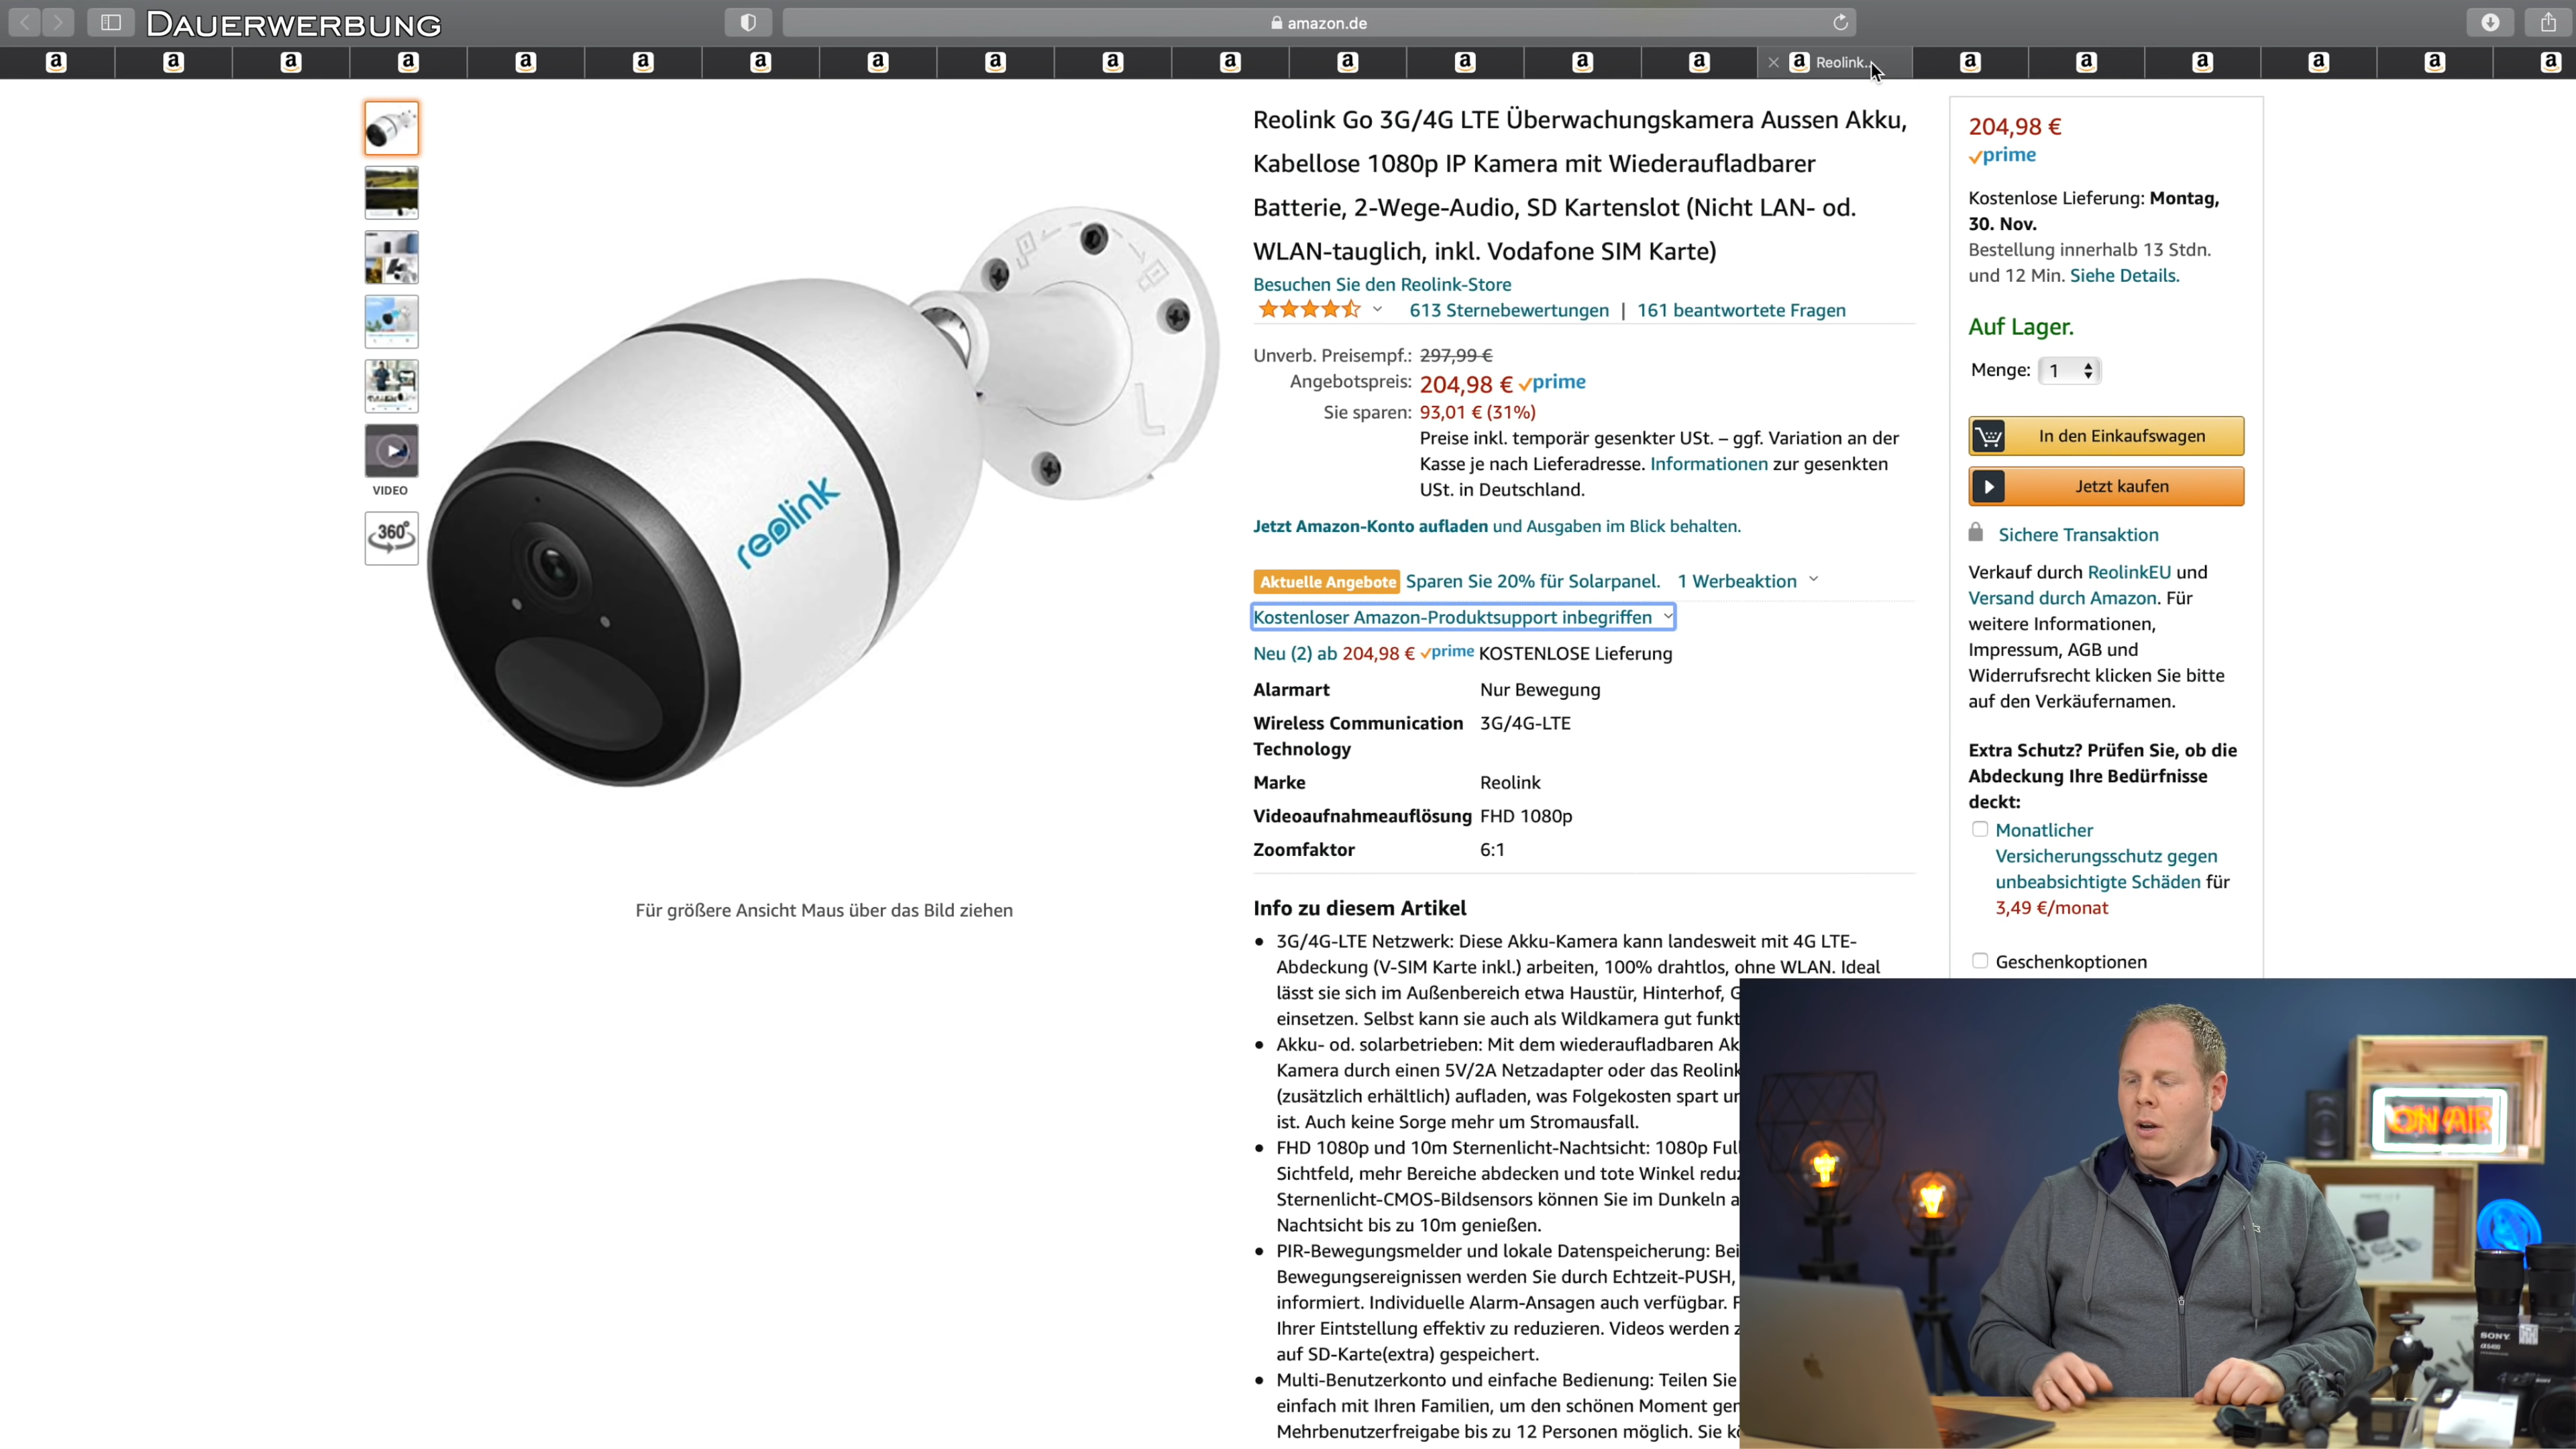 DAUERWERBUNG
amazon.de
Reolink...
Reolink Go 3G/4G LTE Überwachungskamera Aussen Akku,
Kabellose 1080p IP Kamera mit Wiederaufladbarer
Batterie, 2-Wege-Audio, SD Kartenslot (Nicht LAN- od.
WLAN-tauglich, inkl. Vodafone SIM Karte)
Besuchen Sie den Reolink-Store
613 Sternebewertungen | 161 beantwortete Fragen
Unverb. Preisempf.: 297,99 €
Angebotspreis: 204,98 € prime
Sie sparen: 93,01 € (31%)
Preise inkl. temporär gesenkter USt. – ggf. Variation an der
Kasse je nach Lieferadresse. Informationen zur gesenkten
USt. in Deutschland.
Jetzt Amazon-Konto aufladen und Ausgaben im Blick behalten.
Aktuelle Angebote Sparen Sie 20% für Solarpanel. 1 Werbeaktion
Kostenloser Amazon-Produktsupport inbegriffen
Neu (2) ab 204,98 € prime KOSTENLOSE Lieferung
Alarmart Nur Bewegung
Wireless Communication 3G/4G-LTE
Technology
Marke Reolink
Videoaufnahmeauflösung FHD 1080p
Zoomfaktor 6:1
Info zu diesem Artikel
• 3G/4G-LTE Netzwerk: Diese Akku-Kamera kann landesweit mit 4G LTE-
Abdeckung (V-SIM Karte inkl.) arbeiten, 100% drahtlos, ohne WLAN. Ideal
lässt sie sich im Außenbereich etwa Haustür, Hinterhof, G
einsetzen. Selbst kann sie auch als Wildkamera gut funkt
• Akku- od. solarbetrieben: Mit dem wiederaufladbaren Ak
Kamera durch einen 5V/2A Netzadapter oder das Reolink
(zusätzlich erhältlich) aufladen, was Folgekosten spart un
ist. Auch keine Sorge mehr um Stromausfall.
• FHD 1080p und 10m Sternenlicht-Nachtsicht: 1080p Full
Sichtfeld, mehr Bereiche abdecken und tote Winkel reduz
Sternenlicht-CMOS-Bildsensors können Sie im Dunkeln a
Nachtsicht bis zu 10m genießen.
• PIR-Bewegungsmelder und lokale Datenspeicherung: Bei
Bewegungsereignissen werden Sie durch Echtzeit-PUSH,
informiert. Individuelle Alarm-Ansagen auch verfügbar. F
Ihrer Eintstellung effektiv zu reduzieren. Videos werden z
auf SD-Karte(extra) gespeichert.
• Multi-Benutzerkonto und einfache Bedienung: Teilen Sie
einfach mit Ihren Familien, um den schönen Moment gen
Mehrbenutzerfreigabe bis zu 12 Personen möglich. Sie kö
204,98 €
prime
Kostenlose Lieferung: Montag,
30. Nov.
Bestellung innerhalb 13 Stdn.
und 12 Min. Siehe Details.
Auf Lager.
Menge: 1
In den Einkaufswagen
Jetzt kaufen
Sichere Transaktion
Verkauf durch ReolinkEU und
Versand durch Amazon. Für
weitere Informationen,
Impressum, AGB und
Widerrufsrecht klicken Sie bitte
auf den Verkäufernamen.
Extra Schutz? Prüfen Sie, ob die
Abdeckung Ihre Bedürfnisse
deckt:
Monatlicher
Versicherungsschutz gegen
unbeabsichtigte Schäden für
3,49 €/monat
Geschenkoptionen
VIDEO
360°
reolink
Für größere Ansicht Maus über das Bild ziehen
ON AIR
SONY